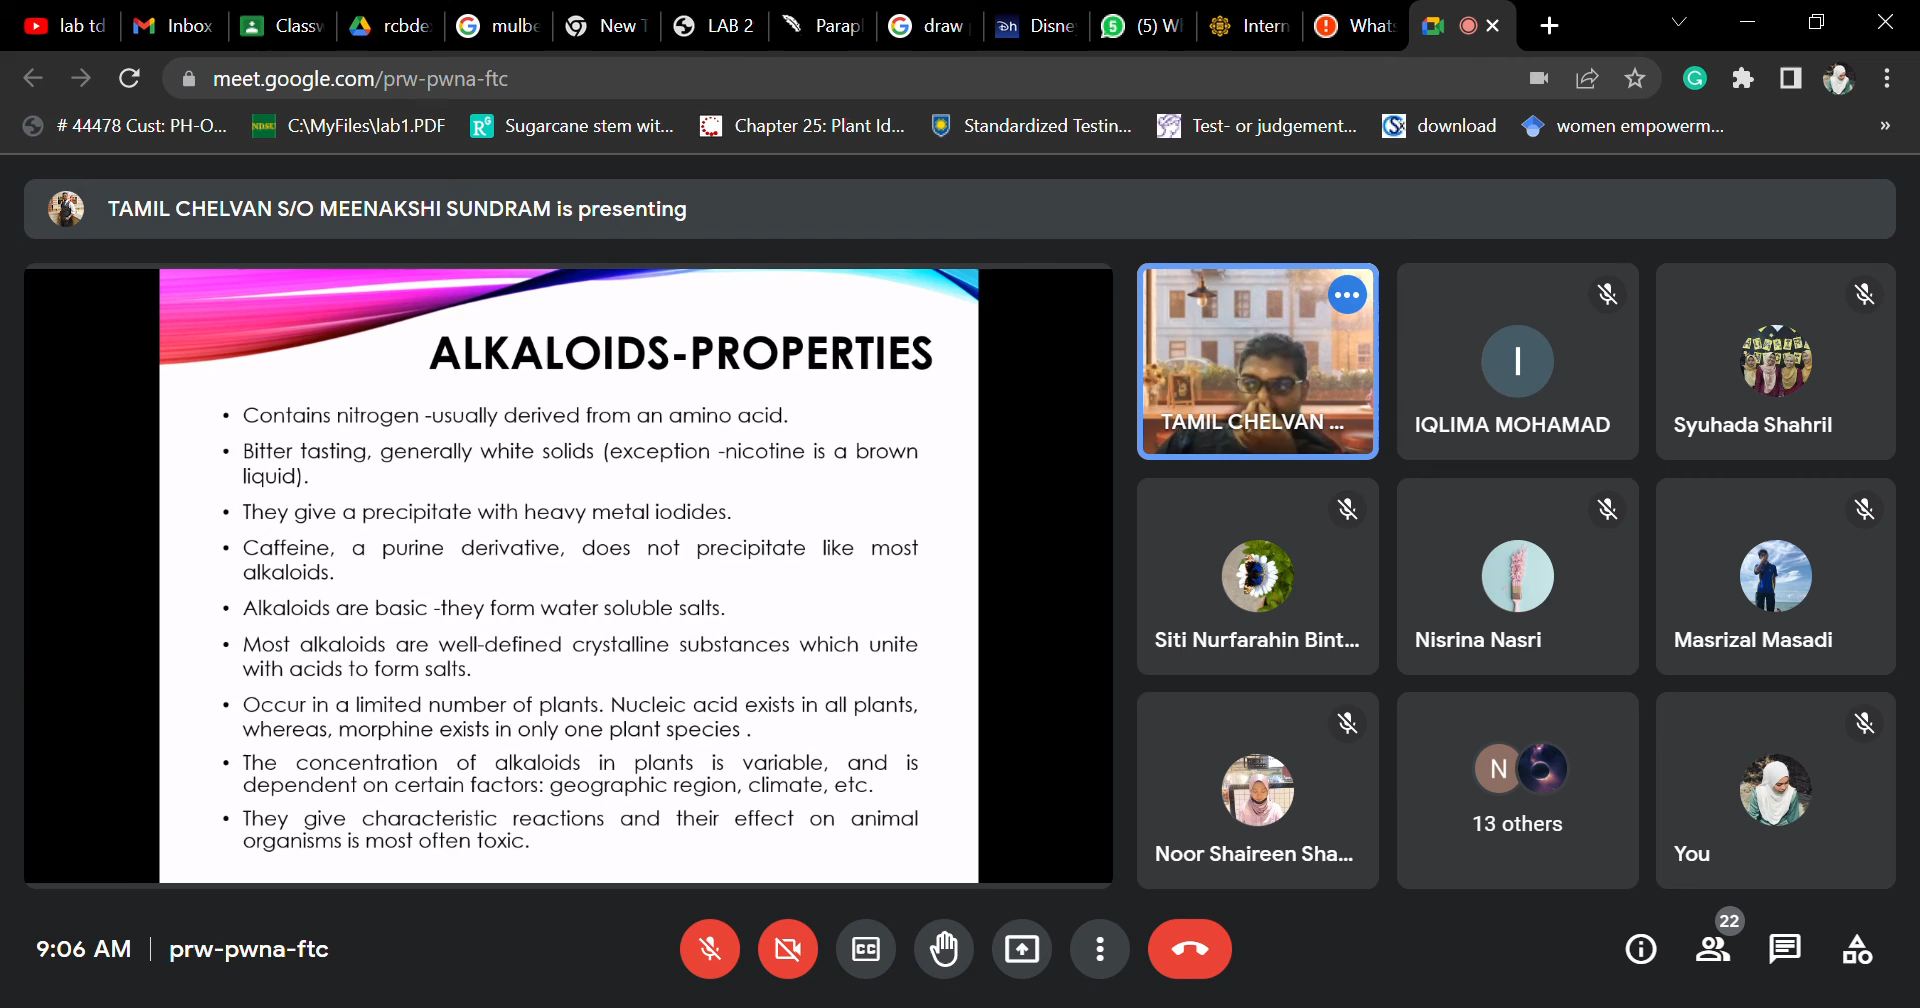 lab td
Inbox
Classw
rcbde
mulbe
New T
LAB 2
Parap
draw
Disne
(5) W
Intern
Whats
meet.google.com/prw-pwna-ftc
# 44478 Cust: PH-O...
C:\MyFiles\lab1.PDF
Sugarcane stem wit...
Chapter 25: Plant Id...
Standardized Testin...
Test- or judgement...
download
women empowerm...
»
TAMIL CHELVAN S/O MEENAKSHI SUNDRAM is presenting
ALKALOIDS-PROPERTIES
• Contains nitrogen -usually derived from an amino acid.
• Bitter tasting, generally white solids (exception -nicotine is a brown
liquid).
• They give a precipitate with heavy metal iodides.
• Caffeine, a purine derivative, does not precipitate like most
alkaloids.
• Alkaloids are basic -they form water soluble salts.
• Most alkaloids are well-defined crystalline substances which unite
with acids to form salts.
• Occur in a limited number of plants. Nucleic acid exists in all plants,
whereas, morphine exists in only one plant species .
• The concentration of alkaloids in plants is variable, and is
dependent on certain factors: geographic region, climate, etc.
• They give characteristic reactions and their effect on animal
organisms is most often toxic.
TAMIL CHELVAN ...
I
IQLIMA MOHAMAD
Syuhada Shahril
Siti Nurfarahin Bint...
Nisrina Nasri
Masrizal Masadi
Noor Shaireen Sha...
N
13 others
You
9:06 AM | prw-pwna-ftc
CC
22